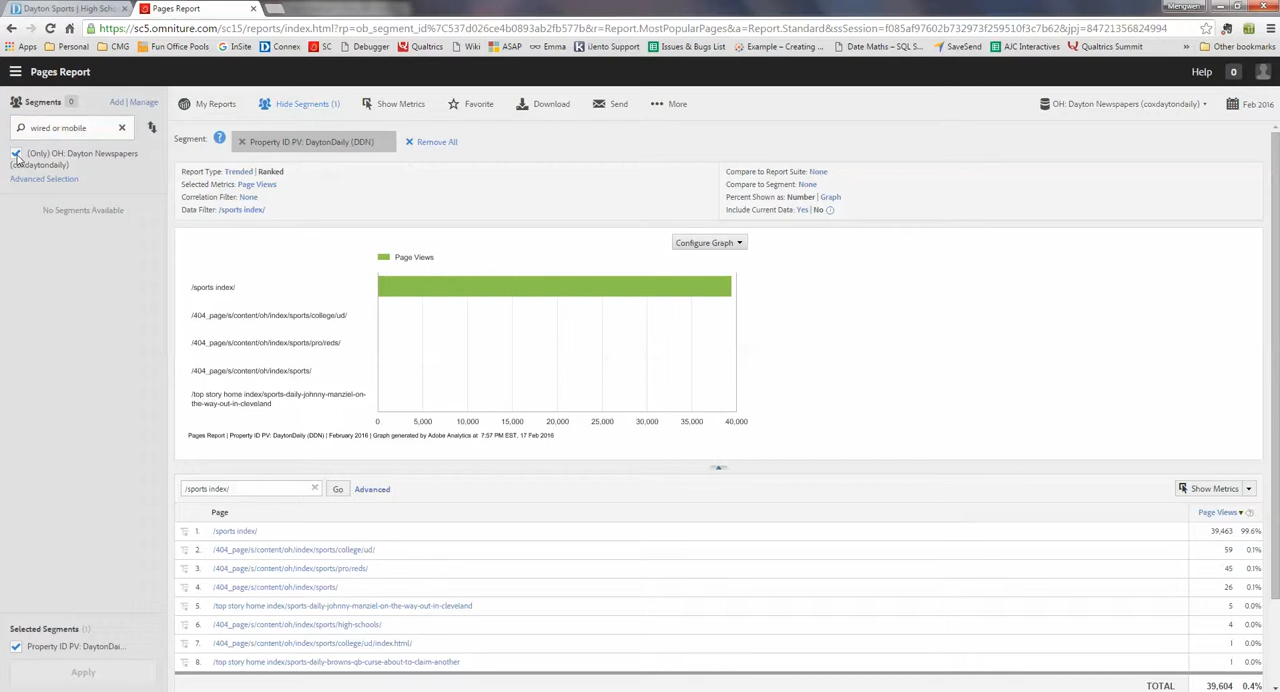 Dayton Sports | High Sch
Pages Report
Mengwen
https://sc5.omniture.com/sc15/reports/index.html?rp=ob_segment_id%7C537d026c4e0b0893ab2fb577b&r=Report.MostPopularPages&a=Report.Standard&ssSession=f085af97602b732973f259510f3c7b62&jpj=84721356824994
Apps Personal CMG Fun Office Pools InSite Connex SC Debugger Qualtrics Wiki ASAP Emma iJento Support Issues & Bugs List Example – Creating ... Date Maths – SQL S... SaveSend AJC Interactives Qualtrics Summit » Other bookmarks
Pages Report
Help 0
Segments 0 Add | Manage
My Reports Hide Segments (1) Show Metrics Favorite Download Send More
OH: Dayton Newspapers (coxdaytondaily) Feb 2016
wired or mobile
(Only) OH: Dayton Newspapers
(coxdaytondaily)
Advanced Selection
No Segments Available
Segment: ? Property ID PV: DaytonDaily (DDN) Remove All
Report Type: Trended | Ranked
Selected Metrics: Page Views
Correlation Filter: None
Data Filter: /sports index/
Compare to Report Suite: None
Compare to Segment: None
Percent Shown as: Number | Graph
Include Current Data: Yes | No i
Configure Graph
Page Views
/sports index/
/404_page/s/content/oh/index/sports/college/ud/
/404_page/s/content/oh/index/sports/pro/reds/
/404_page/s/content/oh/index/sports/
/top story home index/sports-daily-johnny-manziel-on-
the-way-out-in-cleveland
0 5,000 10,000 15,000 20,000 25,000 30,000 35,000 40,000
Pages Report | Property ID PV: DaytonDaily (DDN) | February 2016 | Graph generated by Adobe Analytics at 7:57 PM EST, 17 Feb 2016
/sports index/ Go Advanced
Show Metrics
Page Page Views
1. /sports index/ 39,463 99.6%
2. /404_page/s/content/oh/index/sports/college/ud/ 59 0.1%
3. /404_page/s/content/oh/index/sports/pro/reds/ 45 0.1%
4. /404_page/s/content/oh/index/sports/ 26 0.1%
5. /top story home index/sports-daily-johnny-manziel-on-the-way-out-in-cleveland 5 0.0%
6. /404_page/s/content/oh/index/sports/high-schools/ 4 0.0%
7. /404_page/s/content/oh/index/sports/college/ud/index.html/ 1 0.0%
8. /top story home index/sports-daily-browns-qb-curse-about-to-claim-another 1 0.0%
TOTAL 39,604 0.4%
Selected Segments (1)
Property ID PV: DaytonDai...
Apply